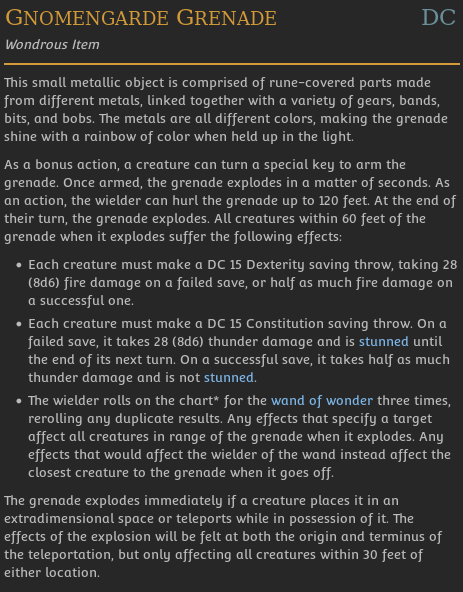 GNOMENGARDE GRENADE DC
Wondrous Item
This small metallic object is comprised of rune-covered parts made
from different metals, linked together with a variety of gears, bands,
bits, and bobs. The metals are all different colors, making the grenade
shine with a rainbow of color when held up in the light.
As a bonus action, a creature can turn a special key to arm the
grenade. Once armed, the grenade explodes in a matter of seconds. As
an action, the wielder can hurl the grenade up to 120 feet. At the end of
their turn, the grenade explodes. All creatures within 60 feet of the
grenade when it explodes suffer the following effects:
• Each creature must make a DC 15 Dexterity saving throw, taking 28
(8d6) fire damage on a failed save, or half as much fire damage on
a successful one.
• Each creature must make a DC 15 Constitution saving throw. On a
failed save, it takes 28 (8d6) thunder damage and is stunned until
the end of its next turn. On a successful save, it takes half as much
thunder damage and is not stunned.
• The wielder rolls on the chart* for the wand of wonder three times,
rerolling any duplicate results. Any effects that specify a target
affect all creatures in range of the grenade when it explodes. Any
effects that would affect the wielder of the wand instead affect the
closest creature to the grenade when it goes off.
The grenade explodes immediately if a creature places it in an
extradimensional space or teleports while in possession of it. The
effects of the explosion will be felt at both the origin and terminus of
the teleportation, but only affecting all creatures within 30 feet of
either location.